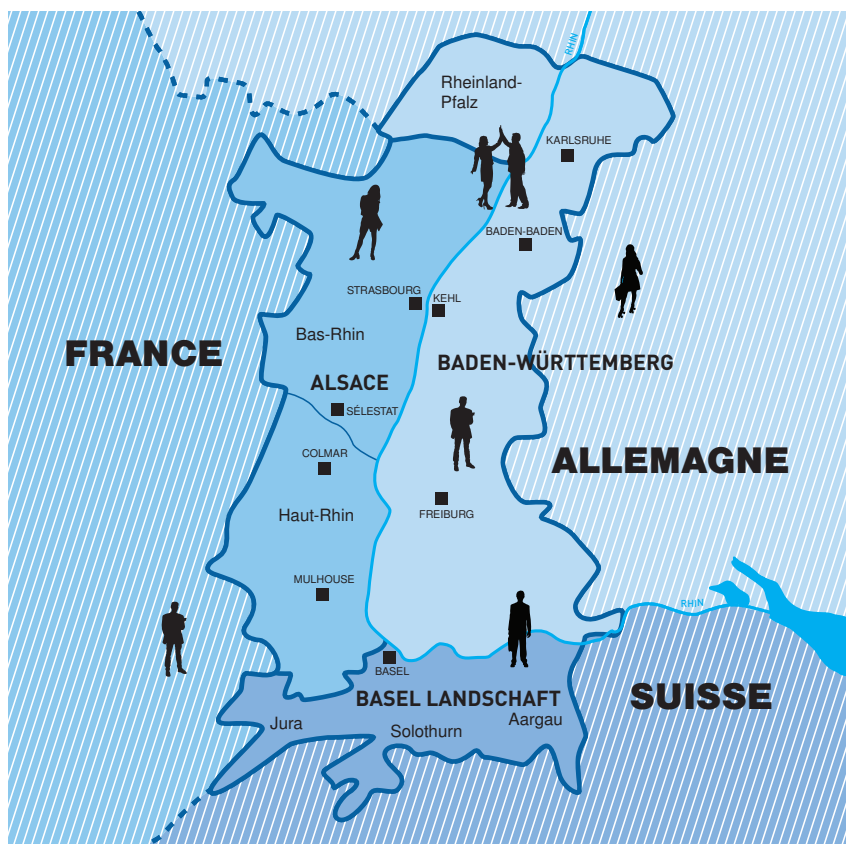 RHIN
Rheinland-
Pfalz
KARLSRUHE
BADEN-BADEN
STRASBOURG
KEHL
Bas-Rhin
FRANCE
BADEN-WÜRTTEMBERG
ALSACE
SÉLESTAT
COLMAR
ALLEMAGNE
Haut-Rhin
FREIBURG
MULHOUSE
RHIN
BASEL
BASEL LANDSCHAFT
SUISSE
Jura
Solothurn
Aargau